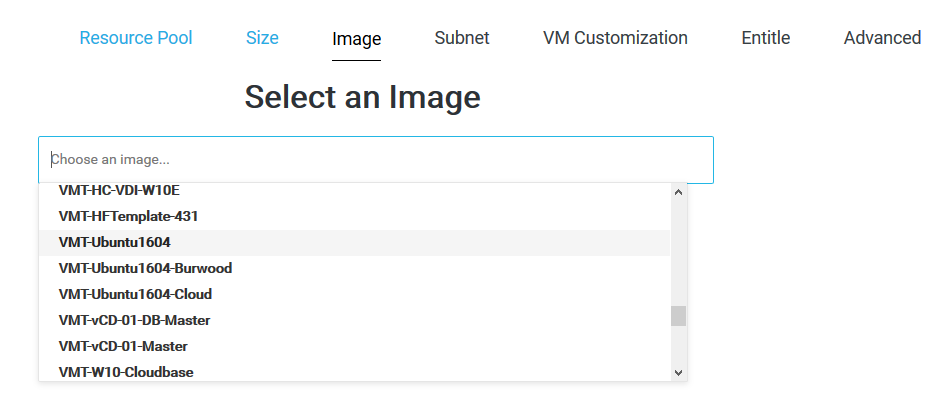 Resource Pool Size Image Subnet VM Customization Entitle Advanced
Select an Image
Choose an image...
VMT-HC-VDI-W10E
VMT-HFTemplate-431
VMT-Ubuntu1604
VMT-Ubuntu1604-Burwood
VMT-Ubuntu1604-Cloud
VMT-vCD-01-DB-Master
VMT-vCD-01-Master
VMT-W10-Cloudbase